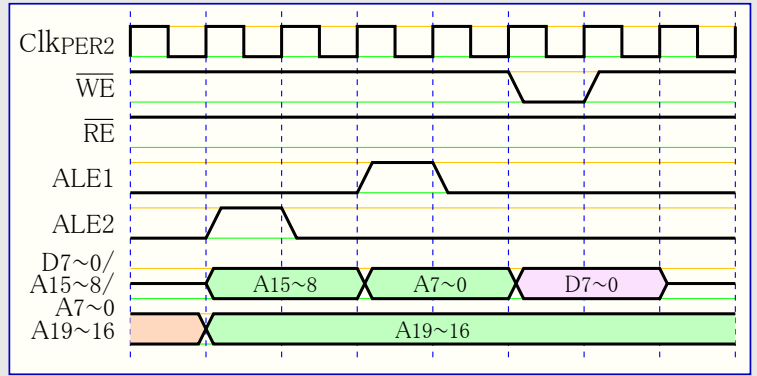 ClkPER2
WE
RE
ALE1
ALE2
D7~0/
A15~8/
A7~0
A15~8 A7~0 D7~0
A19~16
A19~16